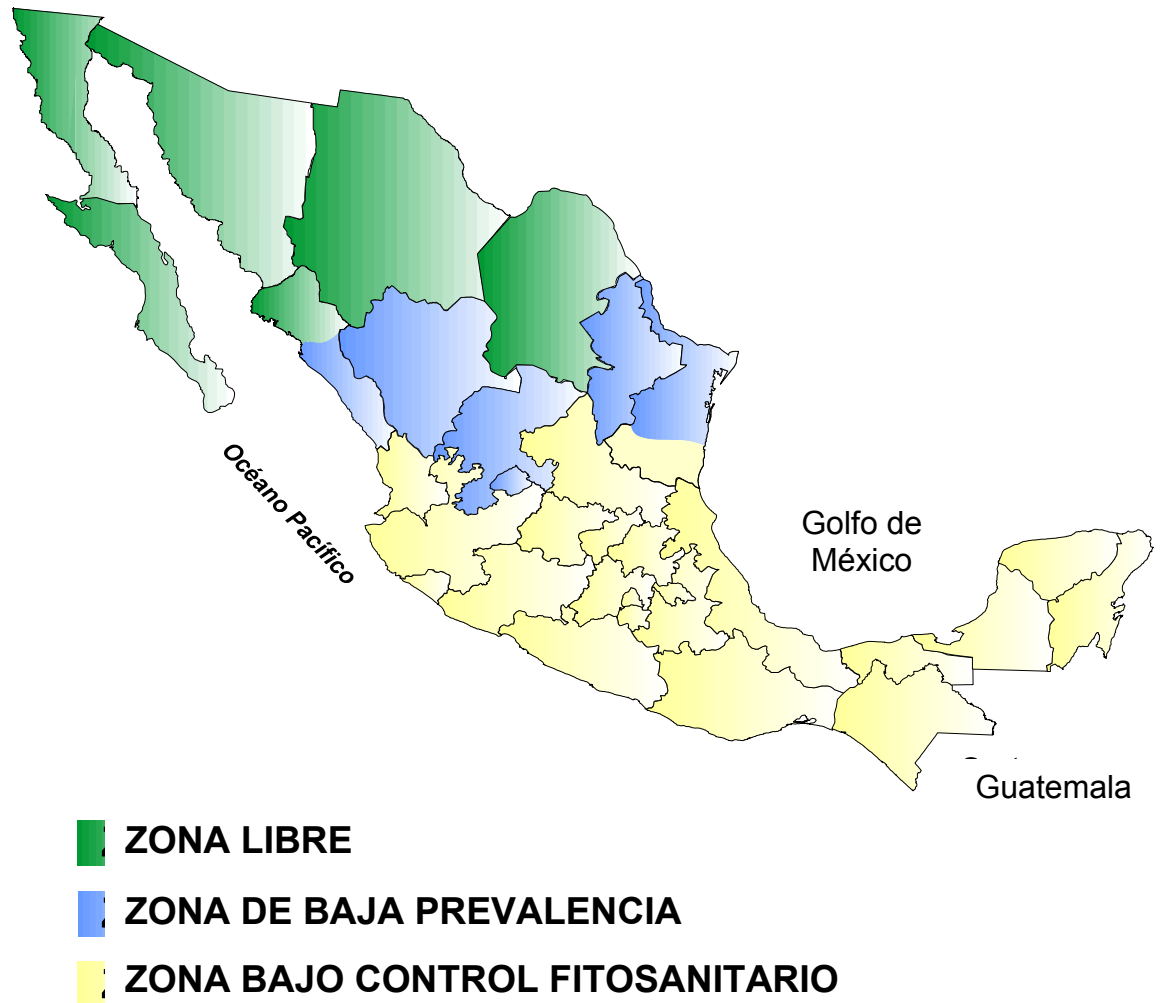 Océano Pacífico
Golfo de
México
Guatemala
ZONA LIBRE
ZONA DE BAJA PREVALENCIA
ZONA BAJO CONTROL FITOSANITARIO